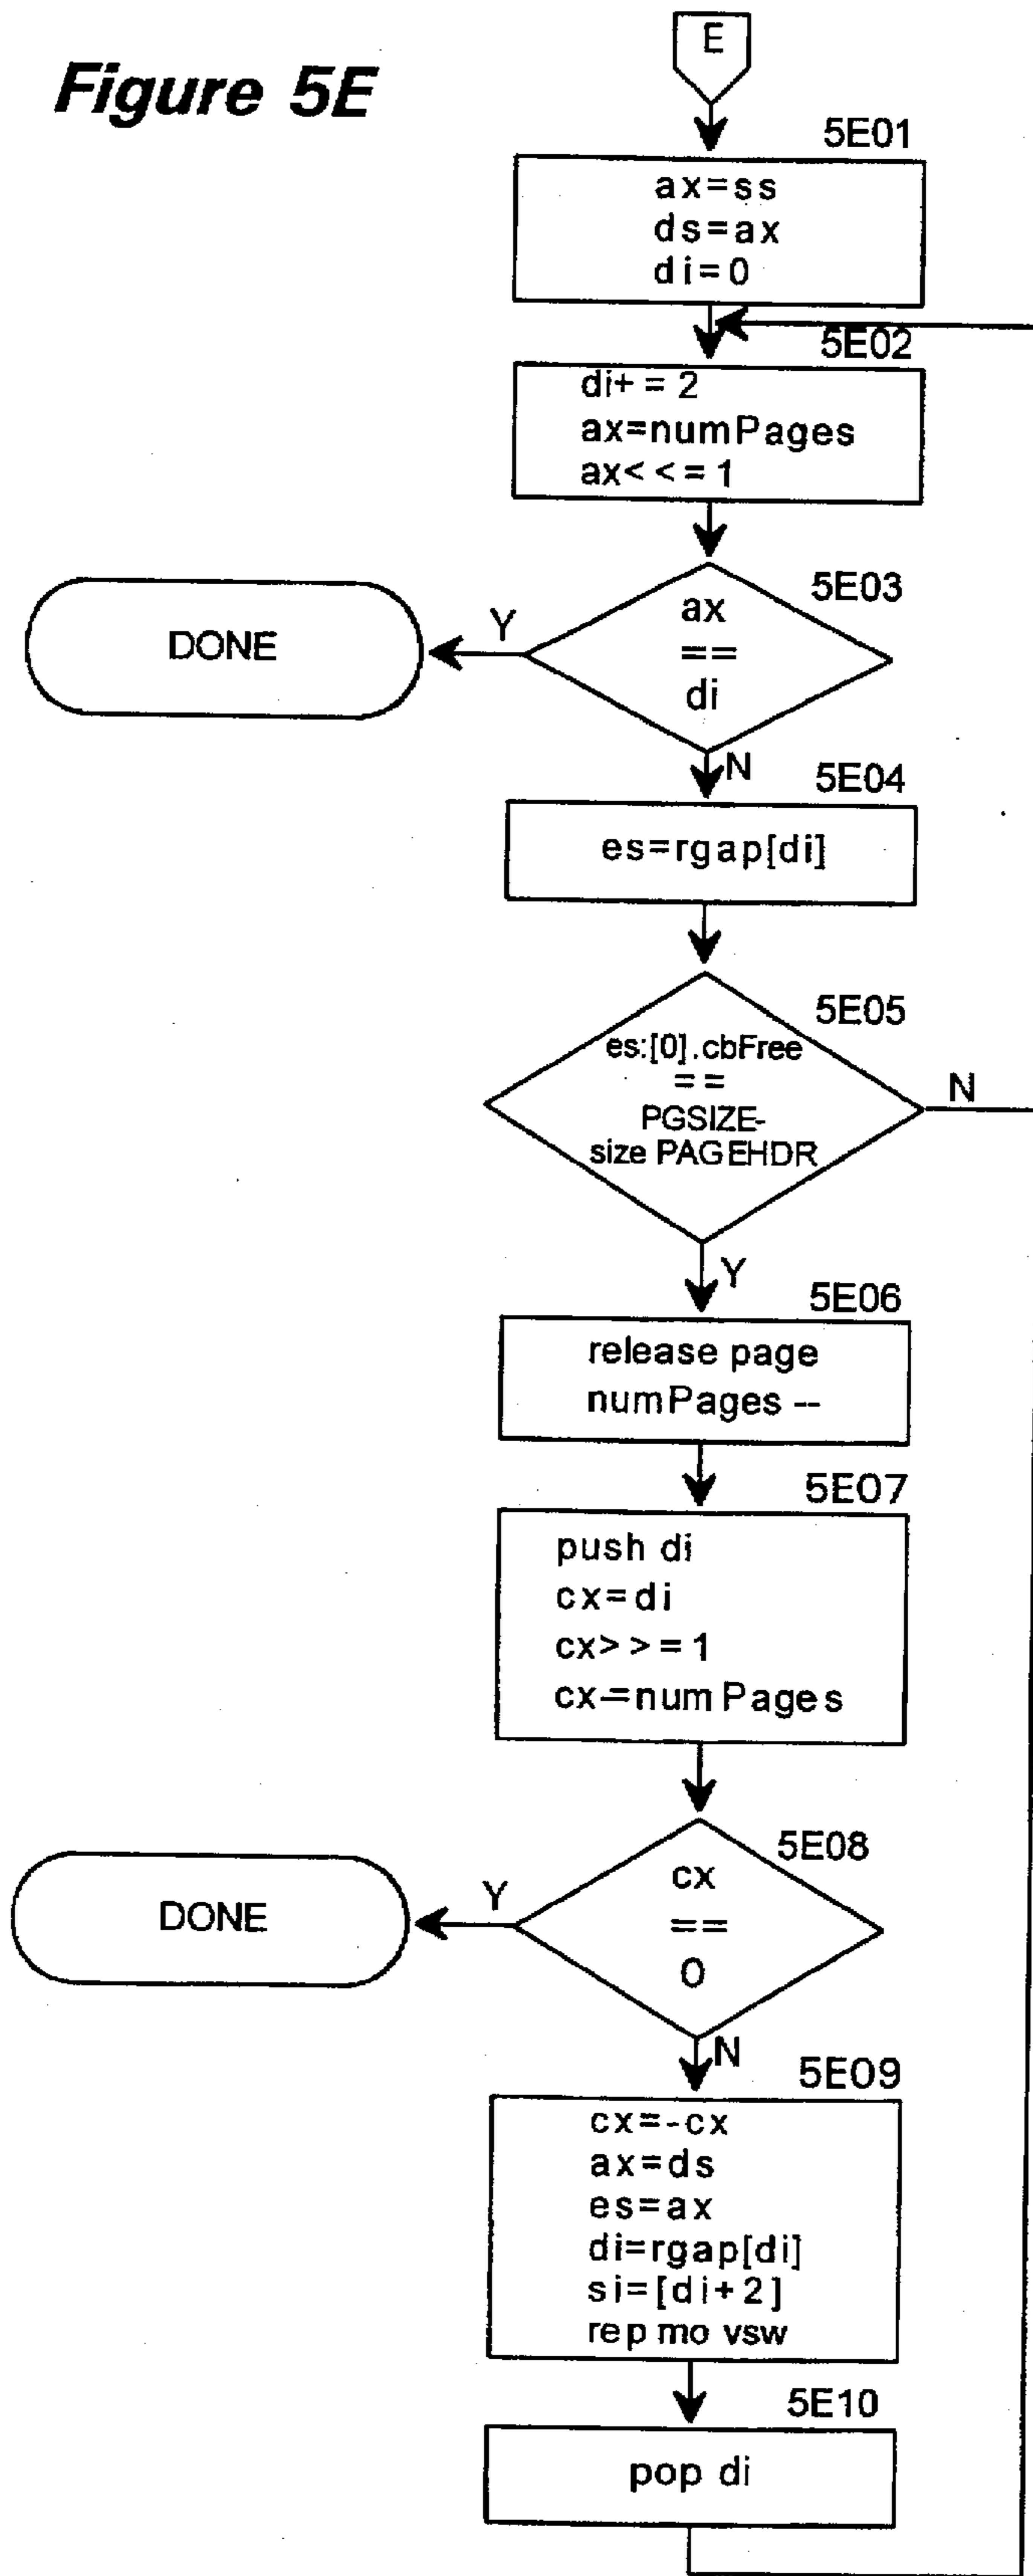 Figure 5E
E
5E01
ax=ss
ds=ax
di=0
5E02
di+ = 2
ax=numPages
ax< < = 1
5E03
ax
==
di
Y
DONE
N
5E04
es=rgap[di]
5E05
es:[0].cbFree
==
PGSIZE-
size PAGEHDR
N
Y
5E06
release page
numPages --
5E07
push di
cx=di
cx> > = 1
cx-=numPages
5E08
cx
==
0
Y
DONE
N
5E09
cx=-cx
ax=ds
es=ax
di=rgap[di]
si=[di+2]
rep mo vsw
5E10
pop di